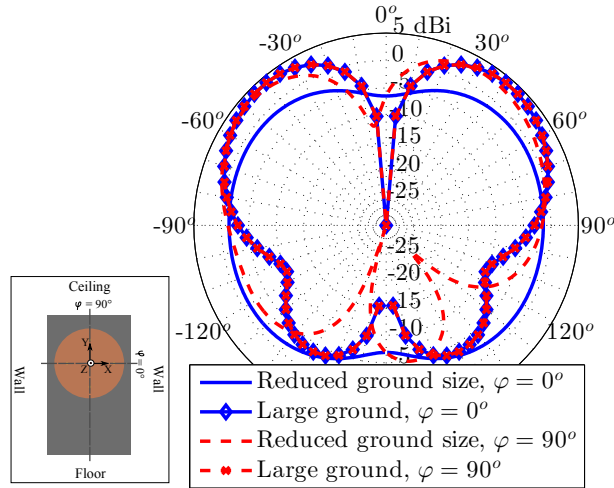 0°
5 dBi
-30°
30°
0
-5
-60°
60°
-10
-15
-20
25
-90°
90°
-25
-20
-15
-120°
120°
-10
0
Ceiling
φ = 90°
Y
Z
X
φ = 0°
Wall
Wall
Floor
Reduced ground size, φ = 0°
Large ground, φ = 0°
Reduced ground size, φ = 90°
Large ground, φ = 90°